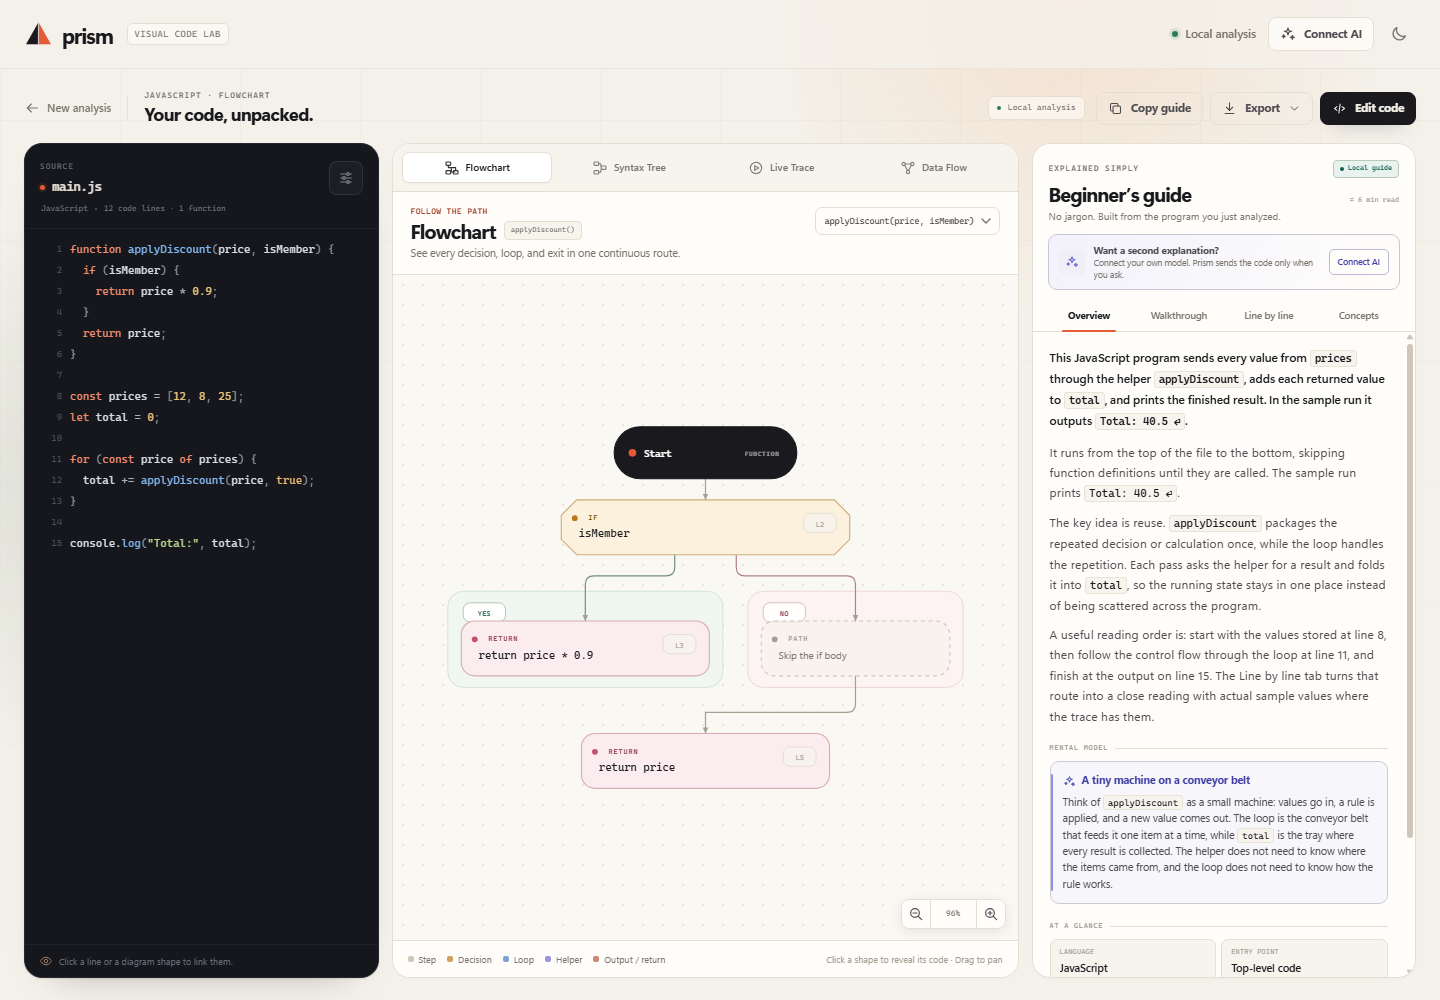 prism
VISUAL CODE LAB
Local analysis
Connect AI
New analysis
JAVASCRIPT · FLOWCHART
Your code, unpacked.
Local analysis
Copy guide
Export
Edit code
SOURCE
main.js
JavaScript · 12 code lines · 1 function
1 function applyDiscount(price, isMember) {
2 if (isMember) {
3 return price * 0.9;
4 }
5 return price;
6 }
7
8 const prices = [12, 8, 25];
9 let total = 0;
10
11 for (const price of prices) {
12 total += applyDiscount(price, true);
13 }
14
15 console.log("Total:", total);
Click a line or a diagram shape to link them.
Flowchart
Syntax Tree
Live Trace
Data Flow
FOLLOW THE PATH
Flowchart applyDiscount()
See every decision, loop, and exit in one continuous route.
applyDiscount(price, isMember)
Start FUNCTION
IF
isMember
L2
YES
RETURN
return price * 0.9
L3
NO
PATH
Skip the if body
RETURN
return price
L5
96%
Step
Decision
Loop
Helper
Output / return
Click a shape to reveal its code · Drag to pan
EXPLAINED SIMPLY
Local guide
Beginner's guide
≈ 6 min read
No jargon. Built from the program you just analyzed.
Want a second explanation?
Connect your own model. Prism sends the code only when
you ask.
Connect AI
Overview
Walkthrough
Line by line
Concepts
This JavaScript program sends every value from prices
through the helper applyDiscount, adds each returned value
to total, and prints the finished result. In the sample run it
outputs Total: 40.5 ↵.
It runs from the top of the file to the bottom, skipping
function definitions until they are called. The sample run
prints Total: 40.5 ↵.
The key idea is reuse. applyDiscount packages the
repeated decision or calculation once, while the loop handles
the repetition. Each pass asks the helper for a result and folds
it into total, so the running state stays in one place instead
of being scattered across the program.
A useful reading order is: start with the values stored at line 8,
then follow the control flow through the loop at line 11, and
finish at the output on line 15. The Line by line tab turns that
route into a close reading with actual sample values where
the trace has them.
MENTAL MODEL
A tiny machine on a conveyor belt
Think of applyDiscount as a small machine: values go in, a rule is
applied, and a new value comes out. The loop is the conveyor belt
that feeds it one item at a time, while total is the tray where
every result is collected. The helper does not need to know where
the items came from, and the loop does not need to know how the
rule works.
AT A GLANCE
LANGUAGE
JavaScript
ENTRY POINT
Top-level code